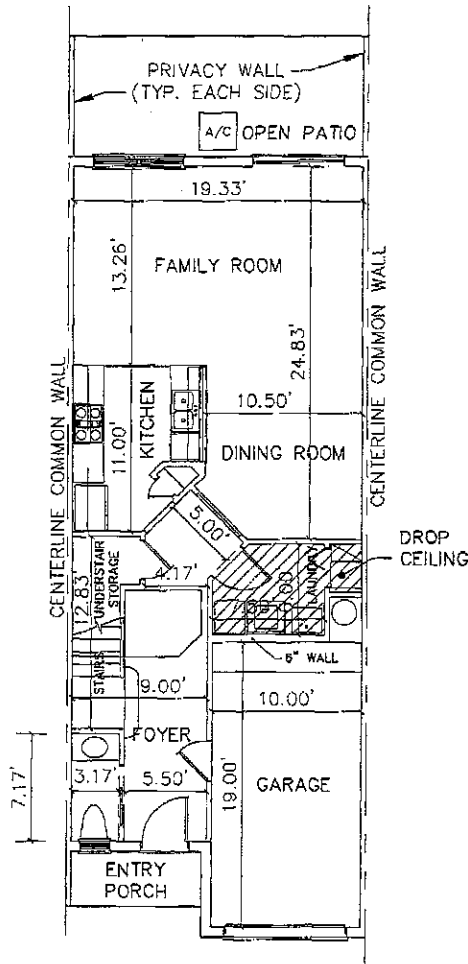 PRIVACY WALL
(TYP. EACH SIDE)
A/C OPEN PATIO
19.33'
FAMILY ROOM
13.26'
24.83'
CENTERLINE COMMON WALL
CENTERLINE COMMON WALL
KITCHEN
11.00'
10.50'
DINING ROOM
5.00'
DROP
CEILING
4.17'
LAUNDRY
12.83'
UNDERSTAIR
STORAGE
6" WALL
STAIRS
9.00'
10.00'
FOYER
19.00'
GARAGE
7.17'
3.17'
5.50'
ENTRY
PORCH